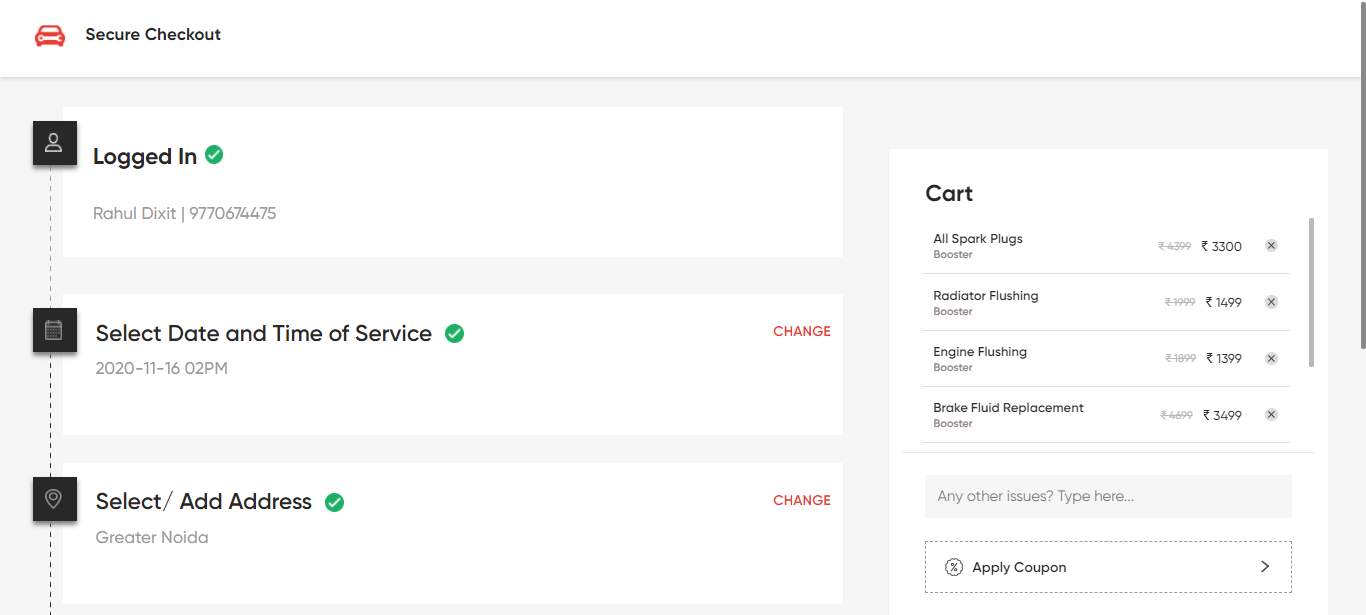 Secure Checkout
Logged In
Rahul Dixit | 9770674475
Select Date and Time of Service
CHANGE
2020-11-16 02PM
Select/ Add Address
CHANGE
Greater Noida
Cart
All Spark Plugs
Booster
₹ 4399 ₹ 3300
Radiator Flushing
Booster
₹ 1999 ₹ 1499
Engine Flushing
Booster
₹ 1899 ₹ 1399
Brake Fluid Replacement
Booster
₹ 4699 ₹ 3499
Any other issues? Type here...
Apply Coupon